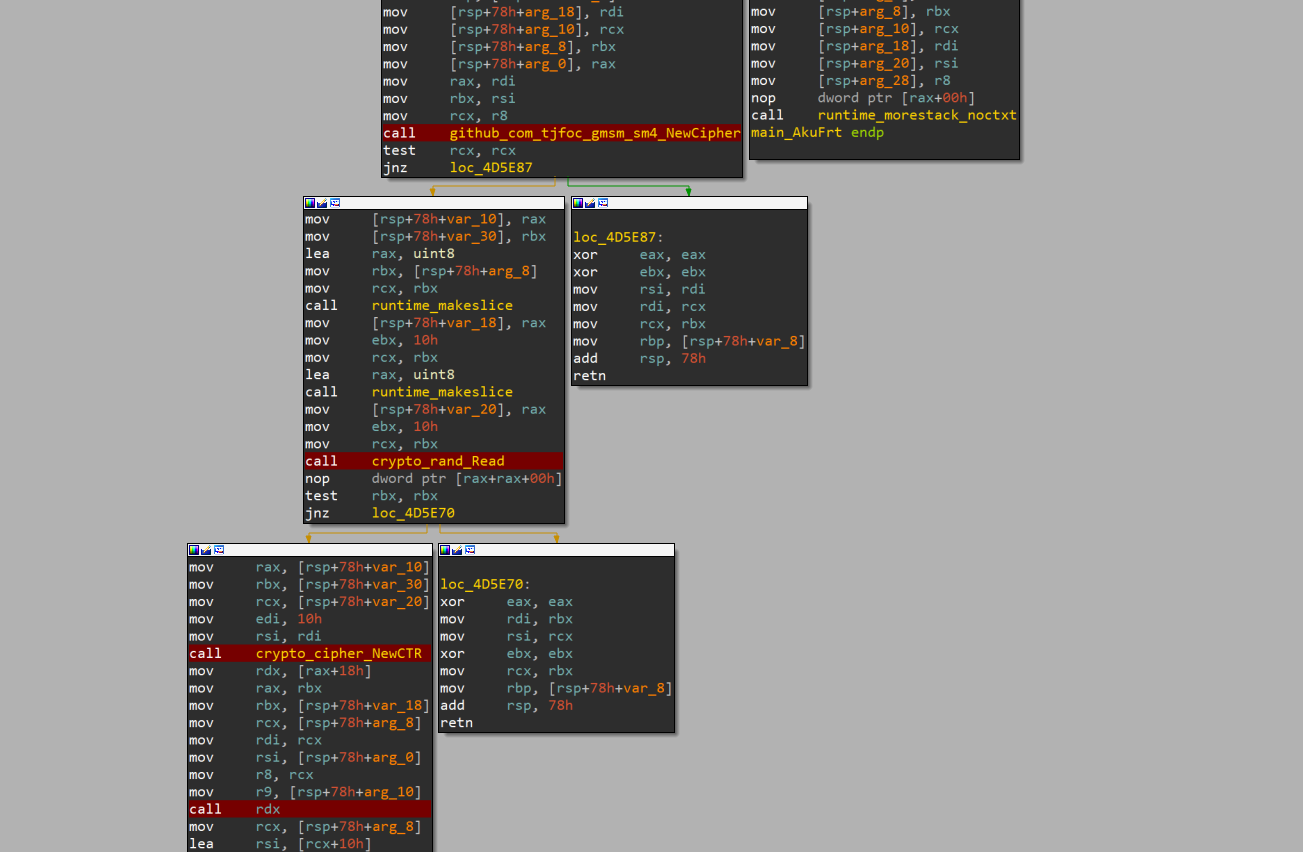 mov [rsp+78h+arg_18], rdi
mov [rsp+78h+arg_10], rcx
mov [rsp+78h+arg_8], rbx
mov [rsp+78h+arg_0], rax
mov rax, rdi
mov rbx, rsi
mov rcx, r8
call github_com_tjfoc_gmsm_sm4_NewCipher
test rcx, rcx
jnz loc_4D5E87
mov [rsp+arg_8], rbx
mov [rsp+arg_10], rcx
mov [rsp+arg_18], rdi
mov [rsp+arg_20], rsi
mov [rsp+arg_28], r8
nop dword ptr [rax+00h]
call runtime_morestack_noctxt
main_AkuFrt endp
mov [rsp+78h+var_10], rax
mov [rsp+78h+var_30], rbx
lea rax, uint8
mov rbx, [rsp+78h+arg_8]
mov rcx, rbx
call runtime_makeslice
mov [rsp+78h+var_18], rax
mov ebx, 10h
mov rcx, rbx
lea rax, uint8
call runtime_makeslice
mov [rsp+78h+var_20], rax
mov ebx, 10h
mov rcx, rbx
call crypto_rand_Read
nop dword ptr [rax+rax+00h]
test rbx, rbx
jnz loc_4D5E70
loc_4D5E87:
xor eax, eax
xor ebx, ebx
mov rsi, rdi
mov rdi, rcx
mov rcx, rbx
mov rbp, [rsp+78h+var_8]
add rsp, 78h
retn
mov rax, [rsp+78h+var_10]
mov rbx, [rsp+78h+var_30]
mov rcx, [rsp+78h+var_20]
mov edi, 10h
mov rsi, rdi
call crypto_cipher_NewCTR
mov rdx, [rax+18h]
mov rax, rbx
mov rbx, [rsp+78h+var_18]
mov rcx, [rsp+78h+arg_8]
mov rdi, rcx
mov rsi, [rsp+78h+arg_0]
mov r8, rcx
mov r9, [rsp+78h+arg_10]
call rdx
mov rcx, [rsp+78h+arg_8]
lea rsi, [rcx+10h]
loc_4D5E70:
xor eax, eax
mov rdi, rbx
mov rsi, rcx
xor ebx, ebx
mov rcx, rbx
mov rbp, [rsp+78h+var_8]
add rsp, 78h
retn